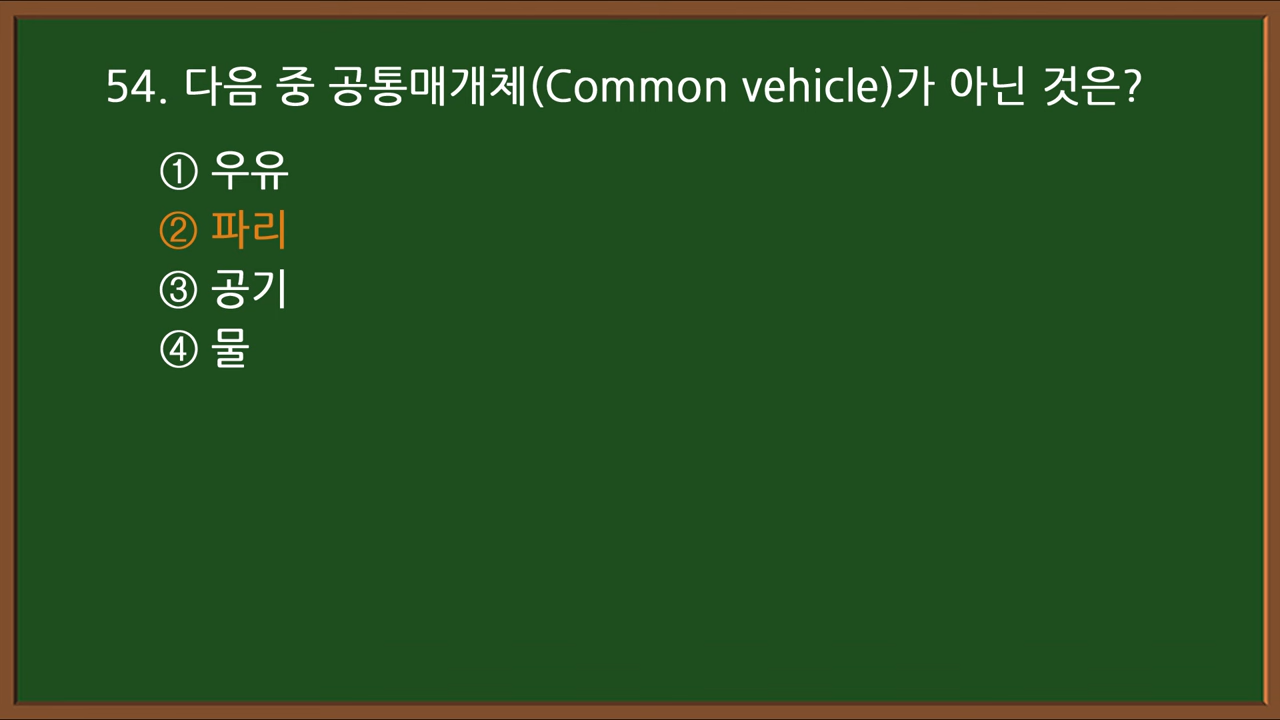 54. 다음 중 공통매개체(Common vehicle)가 아닌 것은?
① 우유
② 파리
③ 공기
④ 물